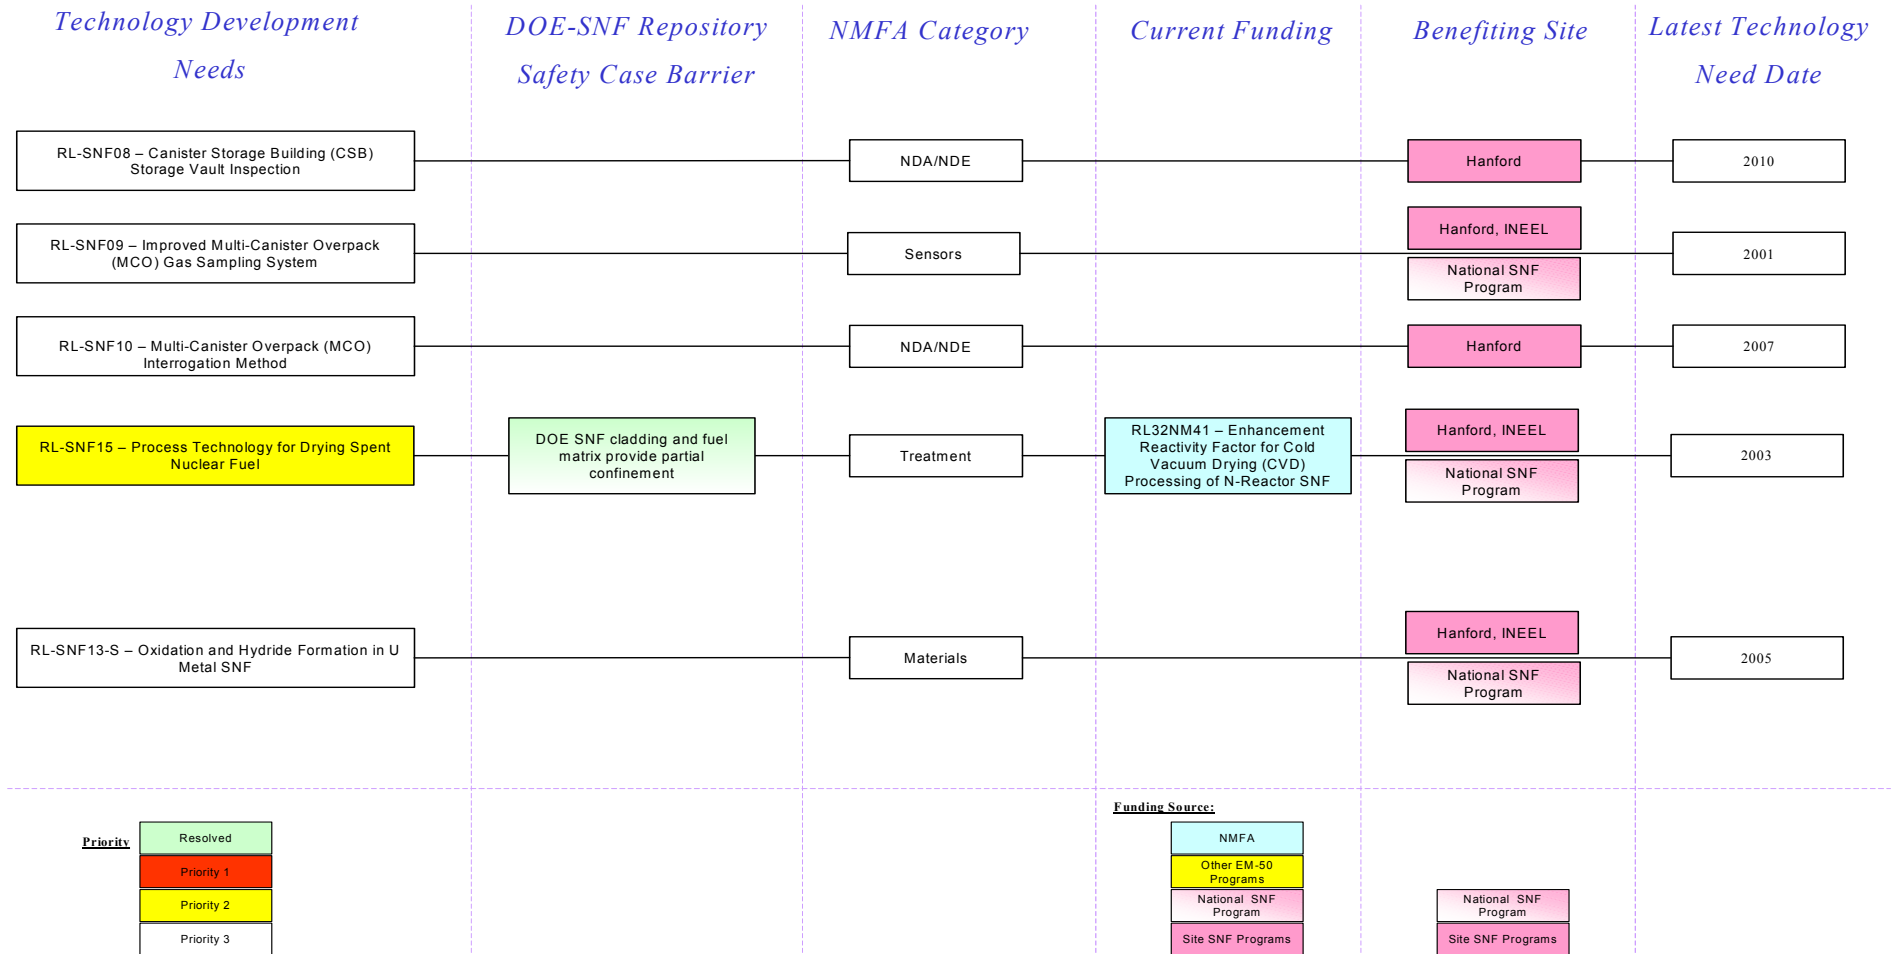 Technology Development
Needs
DOE-SNF Repository
Safety Case Barrier
NMFA Category
Current Funding
Benefiting Site
Latest Technology
Need Date
RL-SNF08 – Canister Storage Building (CSB)
Storage Vault Inspection
NDA/NDE
Hanford
2010
RL-SNF09 – Improved Multi-Canister Overpack
(MCO) Gas Sampling System
Sensors
Hanford, INEEL
National SNF
Program
2001
RL-SNF10 – Multi-Canister Overpack (MCO)
Interrogation Method
NDA/NDE
Hanford
2007
RL-SNF15 – Process Technology for Drying Spent
Nuclear Fuel
DOE SNF cladding and fuel
matrix provide partial
confinement
Treatment
RL32NM41 – Enhancement
Reactivity Factor for Cold
Vacuum Drying (CVD)
Processing of N-Reactor SNF
Hanford, INEEL
National SNF
Program
2003
RL-SNF13-S – Oxidation and Hydride Formation in U
Metal SNF
Materials
Hanford, INEEL
National SNF
Program
2005
Priority
Resolved
Priority 1
Priority 2
Priority 3
Funding Source:
NMFA
Other EM-50
Programs
National SNF
Program
Site SNF Programs
National SNF
Program
Site SNF Programs